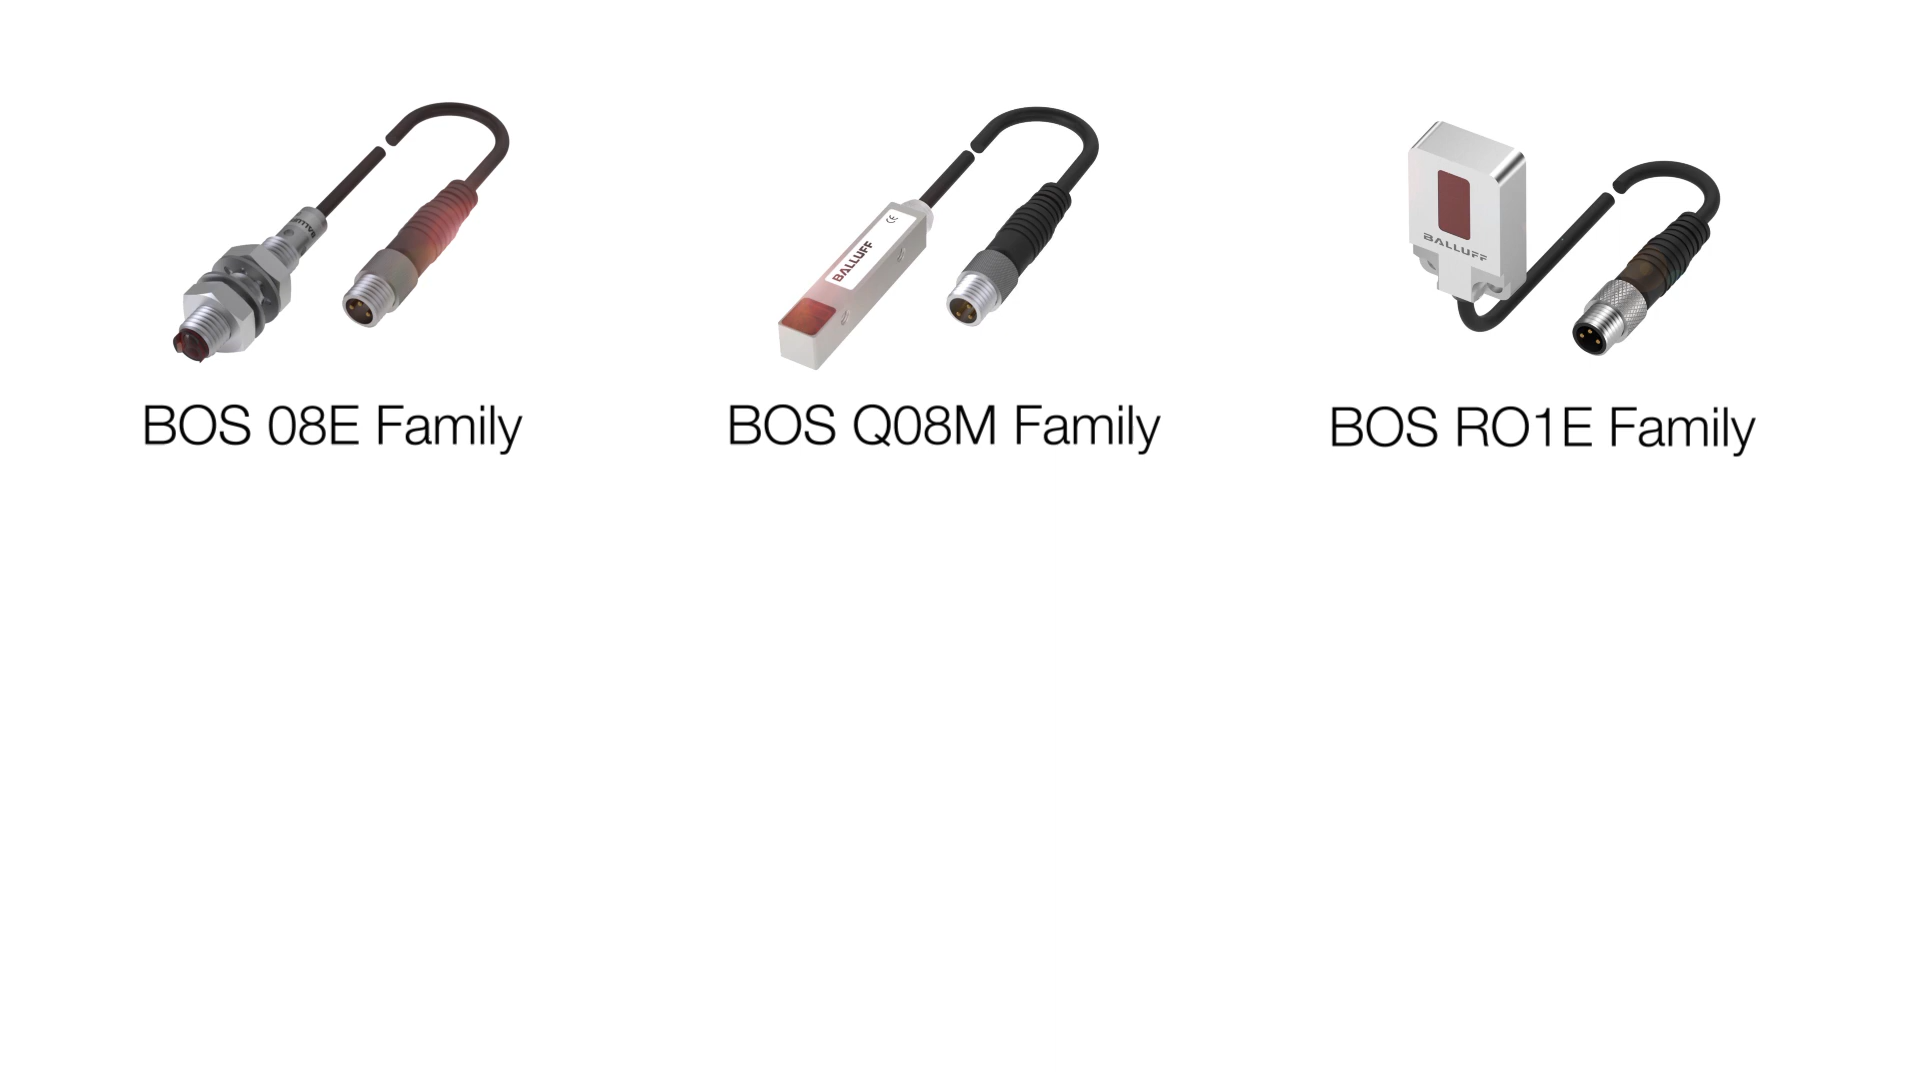 BALLUFF
BALLUFF
BOS 08E Family
BOS Q08M Family
BOS RO1E Family